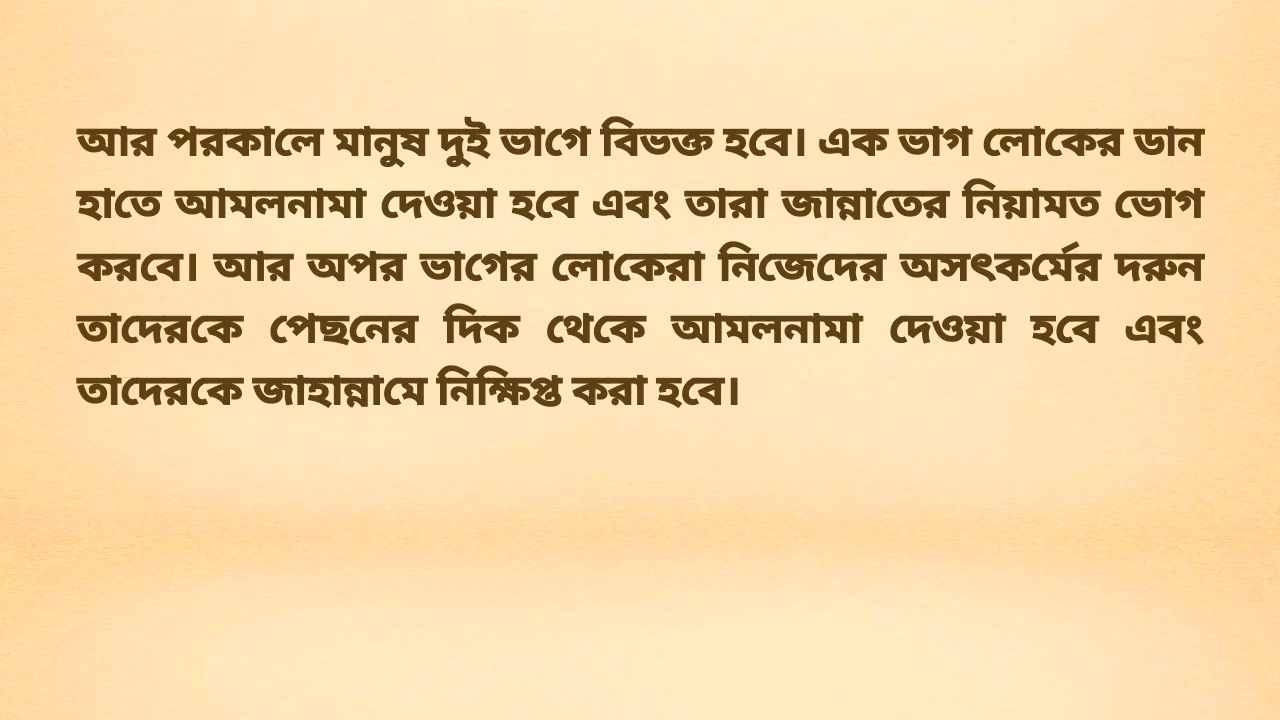 আর পরকালে মানুষ দুই ভাগে বিভক্ত হবে। এক ভাগ লোকের ডান
হাতে আমলনামা দেওয়া হবে এবং তারা জান্নাতের নিয়ামত ভোগ
করবে। আর অপর ভাগের লোকেরা নিজেদের অসৎকর্মের দরুন
তাদেরকে পেছনের দিক থেকে আমলনামা দেওয়া হবে এবং
তাদেরকে জাহান্নামে নিক্ষিপ্ত করা হবে।